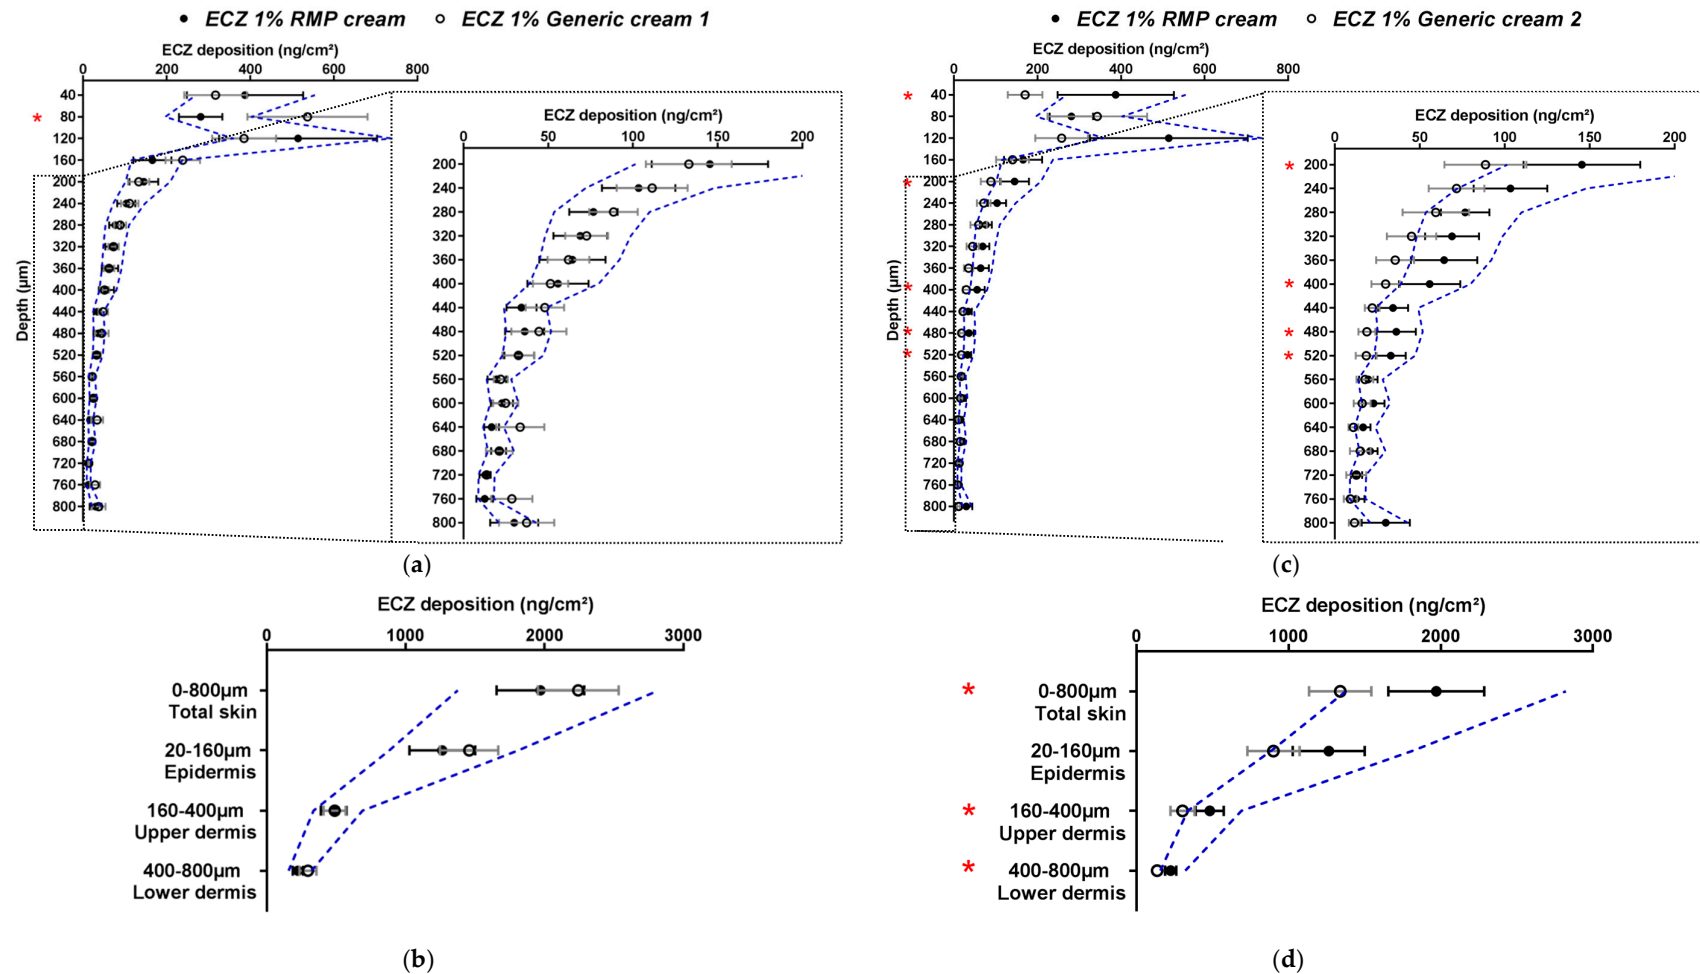 ECZ 1% RMP cream ECZ 1% Generic cream 1
ECZ deposition (ng/cm²)
0 200 400 600 800
40
80
*
120
160
200
240
280
320
360
400
440
480
520
560
600
640
680
720
760
800
Depth (µm)
ECZ deposition (ng/cm²)
0 50 100 150 200
200
240
280
320
360
400
440
480
520
560
600
640
680
720
760
800
(a)
ECZ deposition (ng/cm²)
0 1000 2000 3000
0-800µm
Total skin
20-160µm
Epidermis
160-400µm
Upper dermis
400-800µm
Lower dermis
(b)
ECZ 1% RMP cream ECZ 1% Generic cream 2
ECZ deposition (ng/cm²)
0 200 400 600 800
* 40
80
120
160
* 200
240
280
320
360
* 400
440
* 480
* 520
560
600
640
680
720
760
800
Depth (µm)
ECZ deposition (ng/cm²)
0 50 100 150 200
* 200
240
280
320
360
* 400
440
* 480
* 520
560
600
640
680
720
760
800
(c)
ECZ deposition (ng/cm²)
0 1000 2000 3000
* 0-800µm
Total skin
20-160µm
Epidermis
* 160-400µm
Upper dermis
* 400-800µm
Lower dermis
(d)